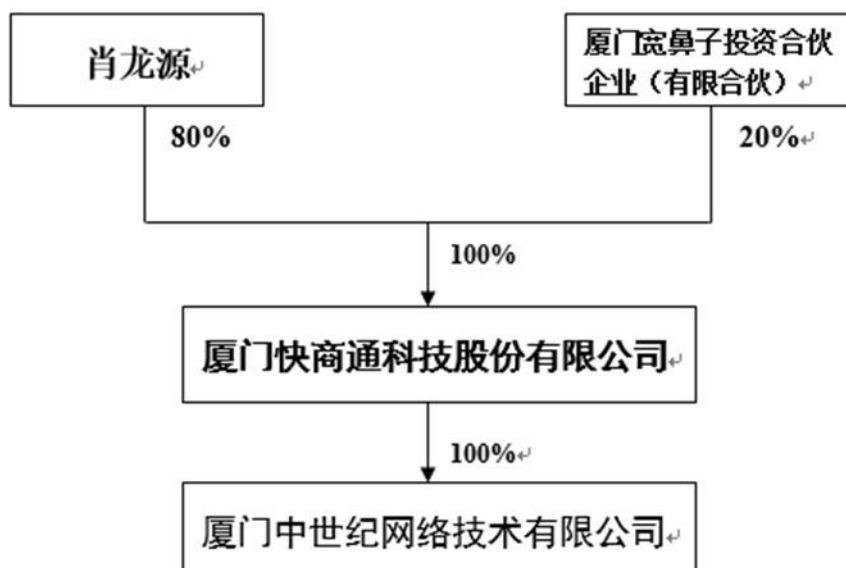 肖龙源
厦门宽鼻子投资合伙
企业（有限合伙）
80%
20%
100%
厦门快商通科技股份有限公司
100%
厦门中世纪网络技术有限公司